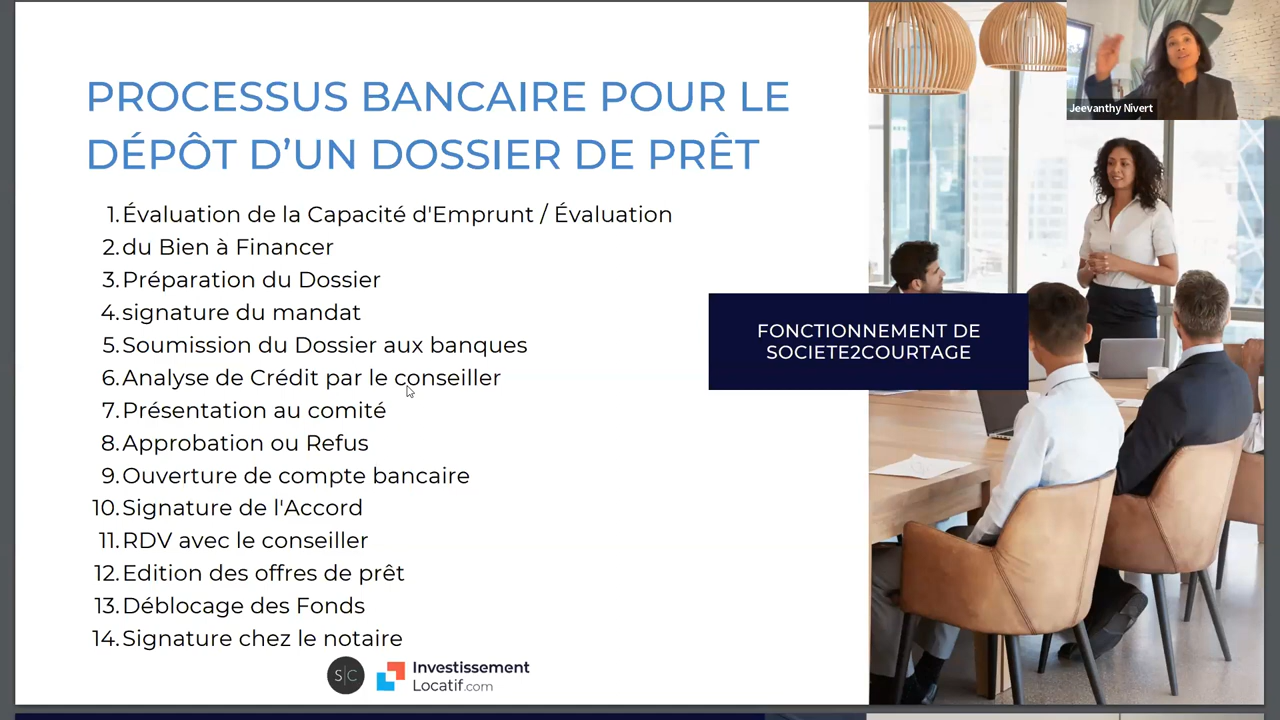 PROCESSUS BANCAIRE POUR LE
DÉPÔT D’UN DOSSIER DE PRÊT
1. Évaluation de la Capacité d'Emprunt / Évaluation
2. du Bien à Financer
3. Préparation du Dossier
4. signature du mandat
5. Soumission du Dossier aux banques
6. Analyse de Crédit par le conseiller
7. Présentation au comité
8. Approbation ou Refus
9. Ouverture de compte bancaire
10. Signature de l'Accord
11. RDV avec le conseiller
12. Edition des offres de prêt
13. Déblocage des Fonds
14. Signature chez le notaire
FONCTIONNEMENT DE
SOCIETE2COURTAGE
Jeevanthy Nivert
S|C
Investissement
Locatif.com